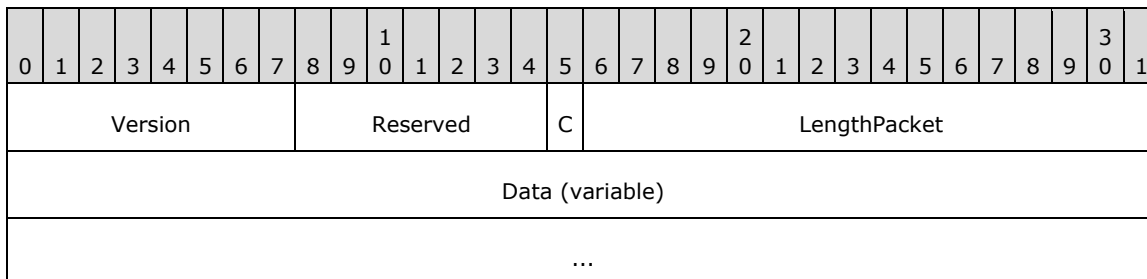 1 2 3
0 1 2 3 4 5 6 7 8 9 0 1 2 3 4 5 6 7 8 9 0 1 2 3 4 5 6 7 8 9 0 1
Version Reserved C LengthPacket
Data (variable)
...